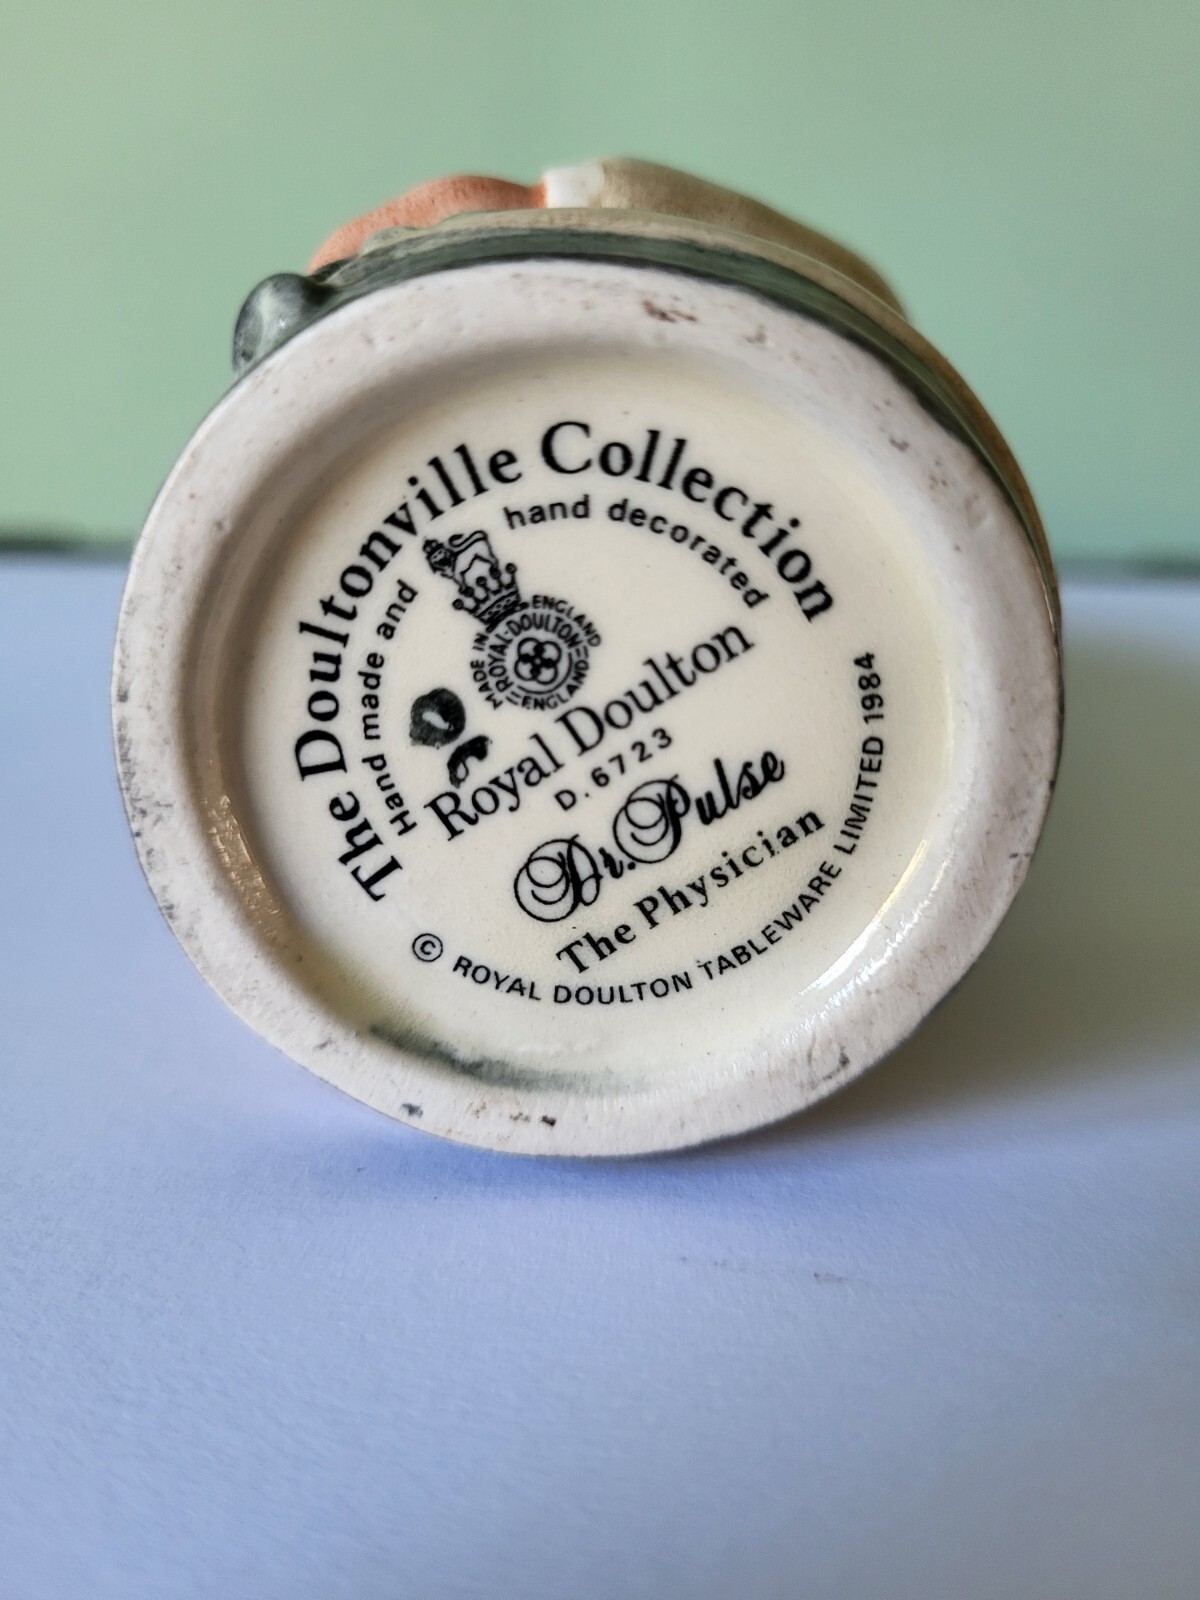 The Doultonville Collection
Hand made and hand decorated
MADE IN ENGLAND
ROYAL·DOULTON
ENGLAND
Royal Doulton
D.6723
Dr. Pulse
The Physician
© ROYAL DOULTON TABLEWARE LIMITED 1984